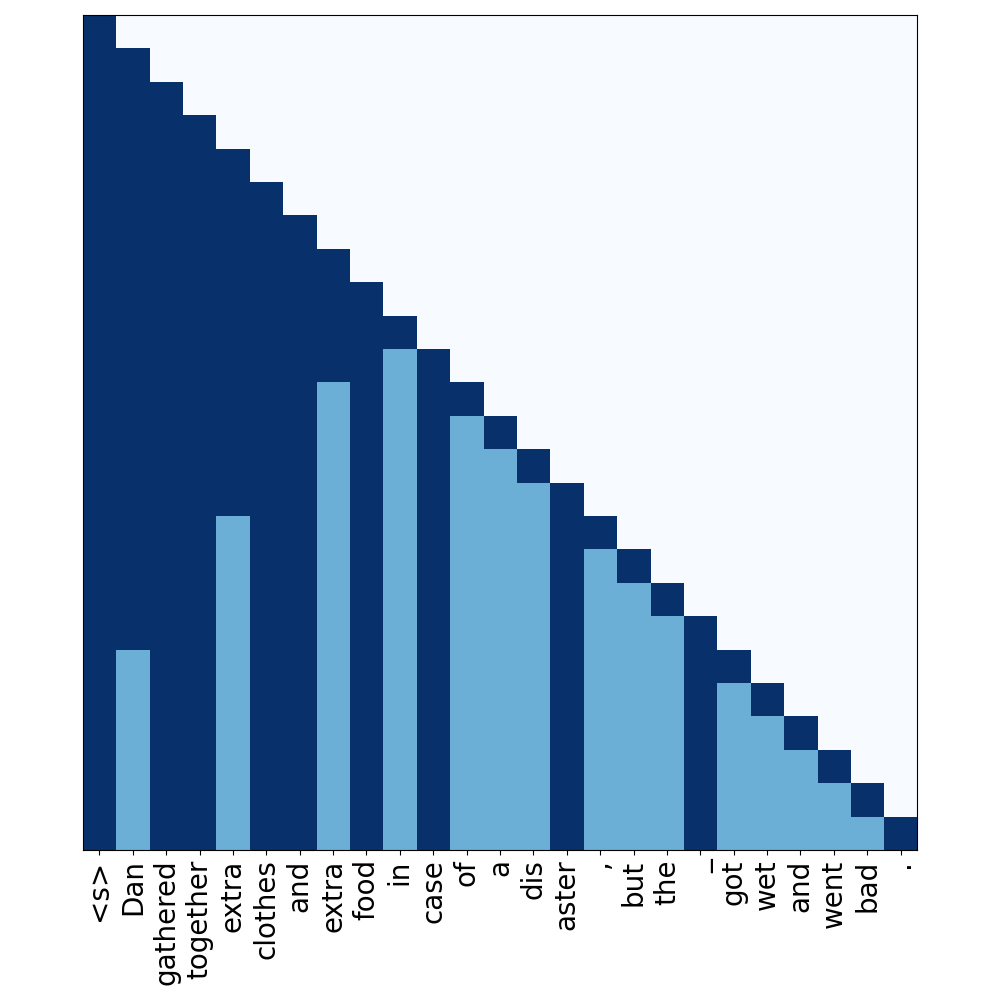 <s>
Dan
gathered
together
extra
clothes
and
extra
food
in
case
of
a
dis
aster
,
but
the
_
got
wet
and
went
bad
.